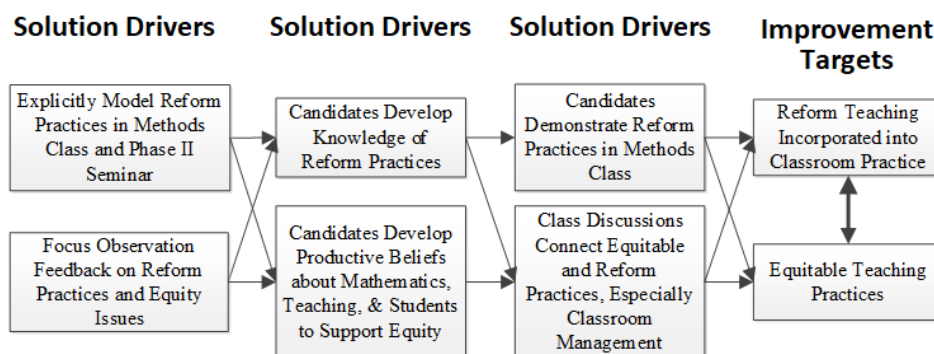 Solution Drivers
Solution Drivers
Solution Drivers
Improvement
Targets
Explicitly Model Reform
Practices in Methods
Class and Phase II
Seminar
Focus Observation
Feedback on Reform
Practices and Equity
Issues
Candidates Develop
Knowledge of
Reform Practices
Candidates Develop
Productive Beliefs
about Mathematics,
Teaching, & Students
to Support Equity
Candidates
Demonstrate Reform
Practices in Methods
Class
Class Discussions
Connect Equitable
and Reform
Practices, Especially
Classroom
Management
Reform Teaching
Incorporated into
Classroom Practice
Equitable Teaching
Practices